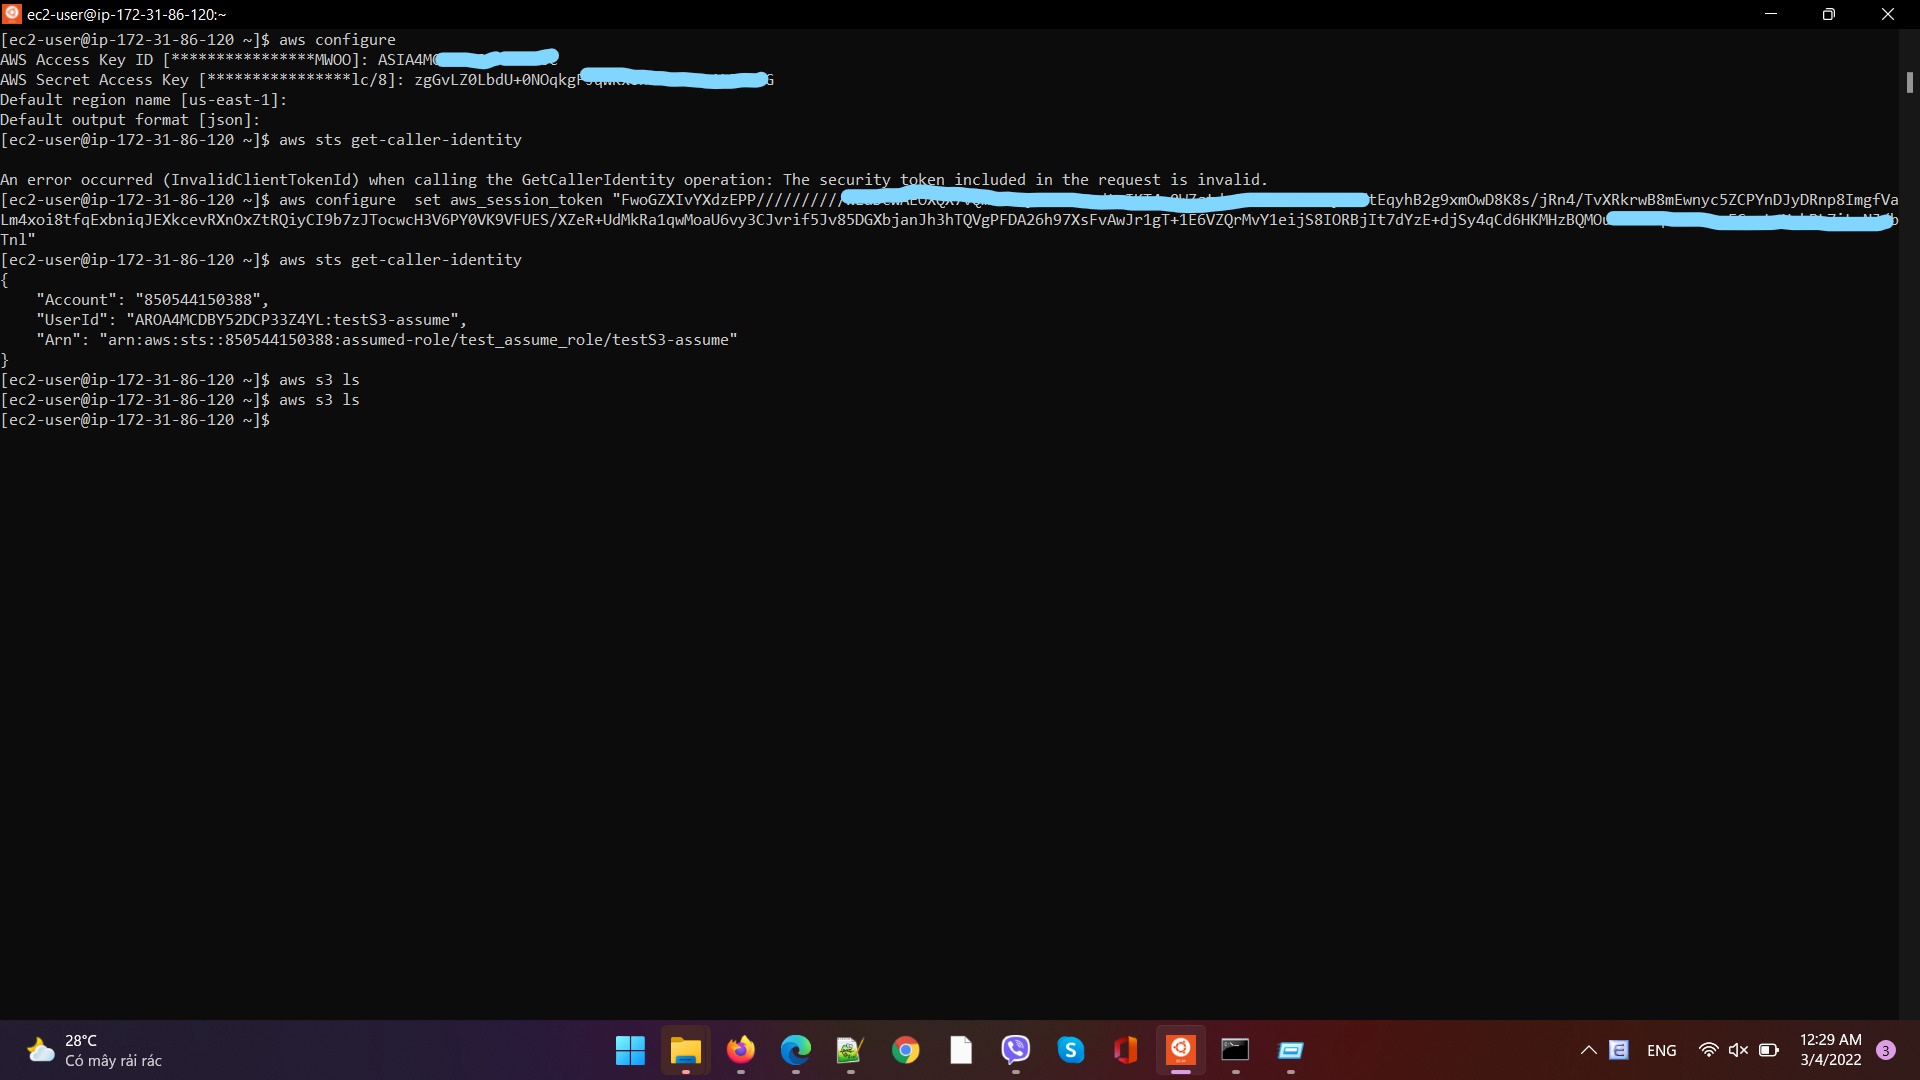 ec2-user@ip-172-31-86-120:~
[ec2-user@ip-172-31-86-120 ~]$ aws configure
AWS Access Key ID [****************MWOO]: ASIA4M
AWS Secret Access Key [****************lc/8]: zgGvLZ0LbdU+0NOqkgF
Default region name [us-east-1]:
Default output format [json]:
[ec2-user@ip-172-31-86-120 ~]$ aws sts get-caller-identity
An error occurred (InvalidClientTokenId) when calling the GetCallerIdentity operation: The security token included in the request is invalid.
[ec2-user@ip-172-31-86-120 ~]$ aws configure  set aws_session_token "FwoGZXIvYXdzEPP////////// tEqyhB2g9xmOwD8K8s/jRn4/TvXRkrwB8mEwnyc5ZCPYnDJyDRnp8ImgfVa
Lm4xoi8tfqExbniqJEXkcevRXnOxZtRQiyCI9b7zJTocwcH3V6PY0VK9VFUES/XZeR+UdMkRa1qwMoaU6vy3CJvrif5Jv85DGXbjanJh3hTQVgPFDA26h97XsFvAwJr1gT+iE6VZQrMvY1eijS8IORBjIt7dYzE+djSy4qCd6HKMHzBQMO
Tnl"
[ec2-user@ip-172-31-86-120 ~]$ aws sts get-caller-identity
{
"Account": "850544150388",
"UserId": "AROA4MCDBY52DCP33Z4YL:testS3-assume",
"Arn": "arn:aws:sts::850544150388:assumed-role/test_assume_role/testS3-assume"
}
[ec2-user@ip-172-31-86-120 ~]$ aws s3 ls
[ec2-user@ip-172-31-86-120 ~]$ aws s3 ls
[ec2-user@ip-172-31-86-120 ~]$
28°C
Có mây rải rác
ENG
12:29 AM
3/4/2022
3